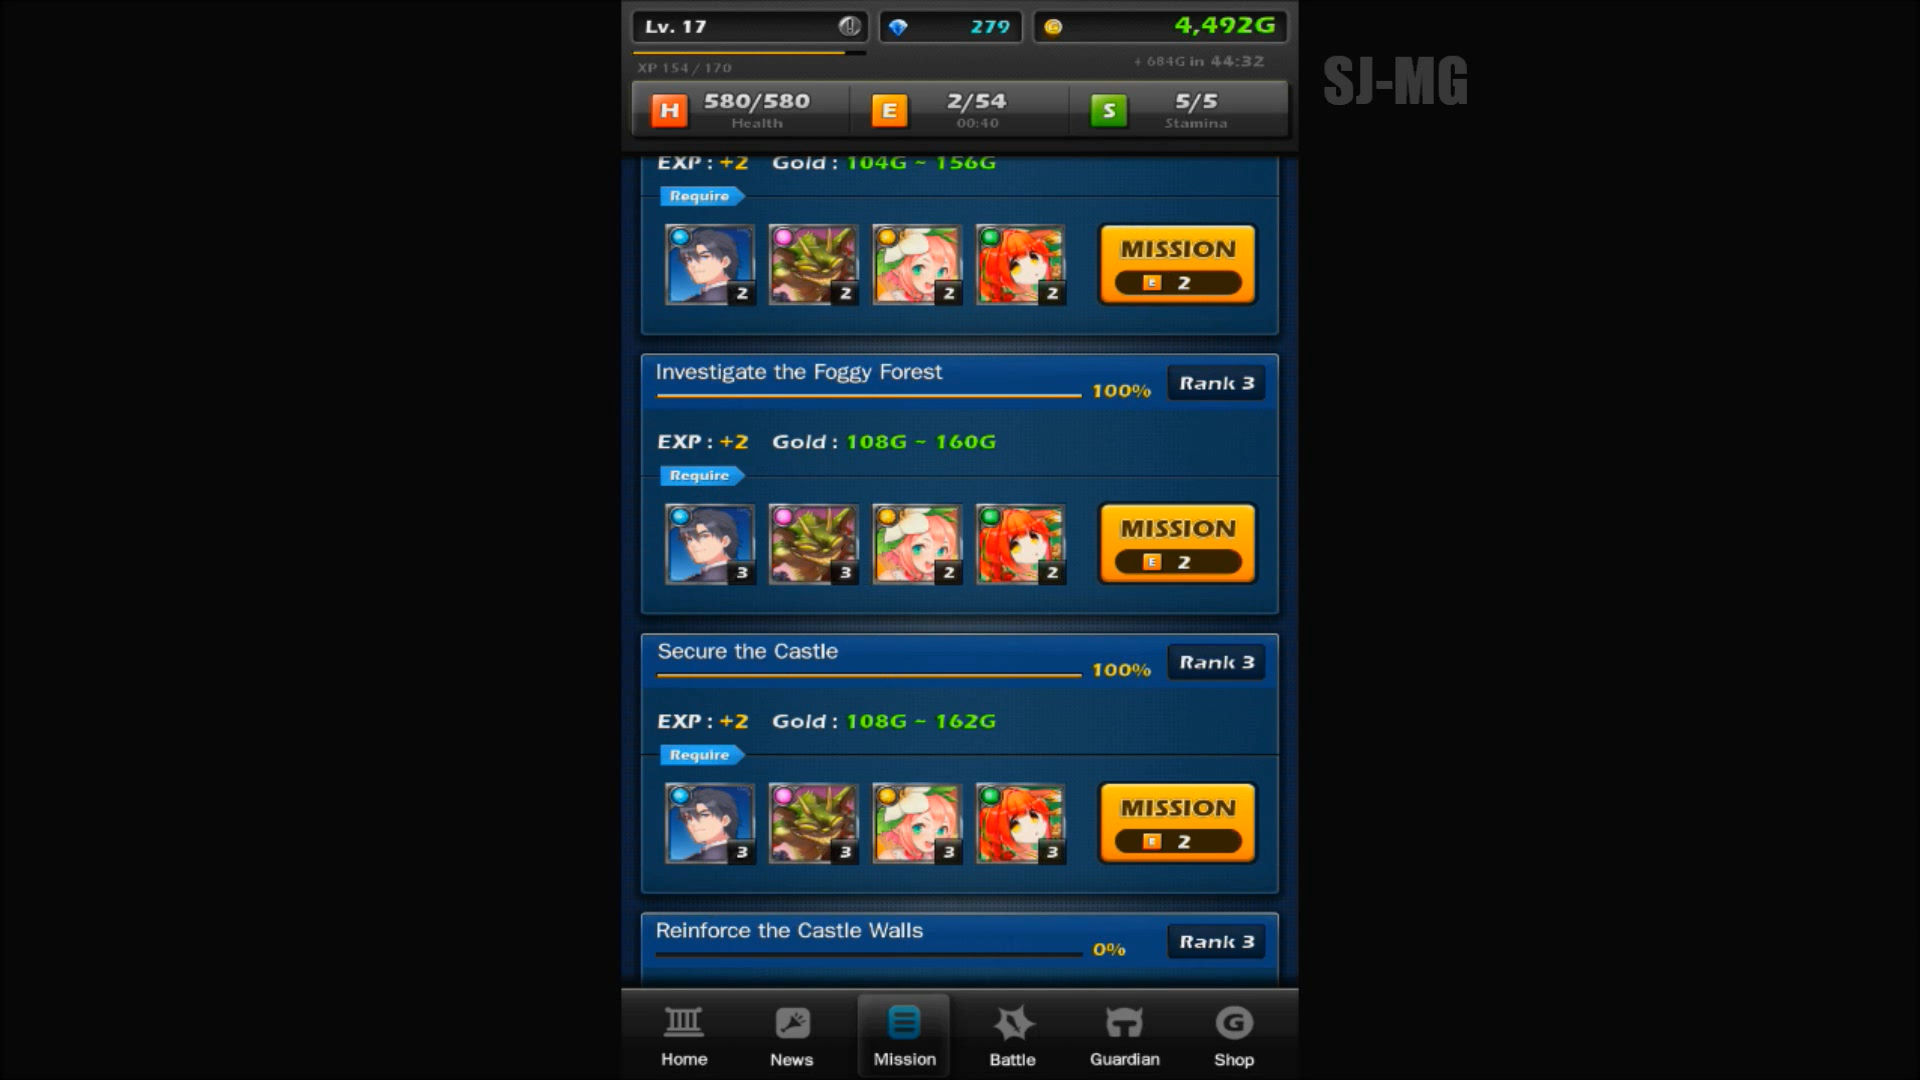 Lv. 17
279
4,492G
XP 154 / 170
+ 684G in 44:32
SJ-MG
H 580/580 Health
E 2/54 00:40
S 5/5 Stamina
EXP : +2 Gold : 104G ~ 156G
Require
2 2 2 2
MISSION
E 2
Investigate the Foggy Forest
100%
Rank 3
EXP : +2 Gold : 108G ~ 160G
Require
3 3 2 2
MISSION
E 2
Secure the Castle
100%
Rank 3
EXP : +2 Gold : 108G ~ 162G
Require
3 3 3 3
MISSION
E 2
Reinforce the Castle Walls
0%
Rank 3
Home News Mission Battle Guardian G Shop